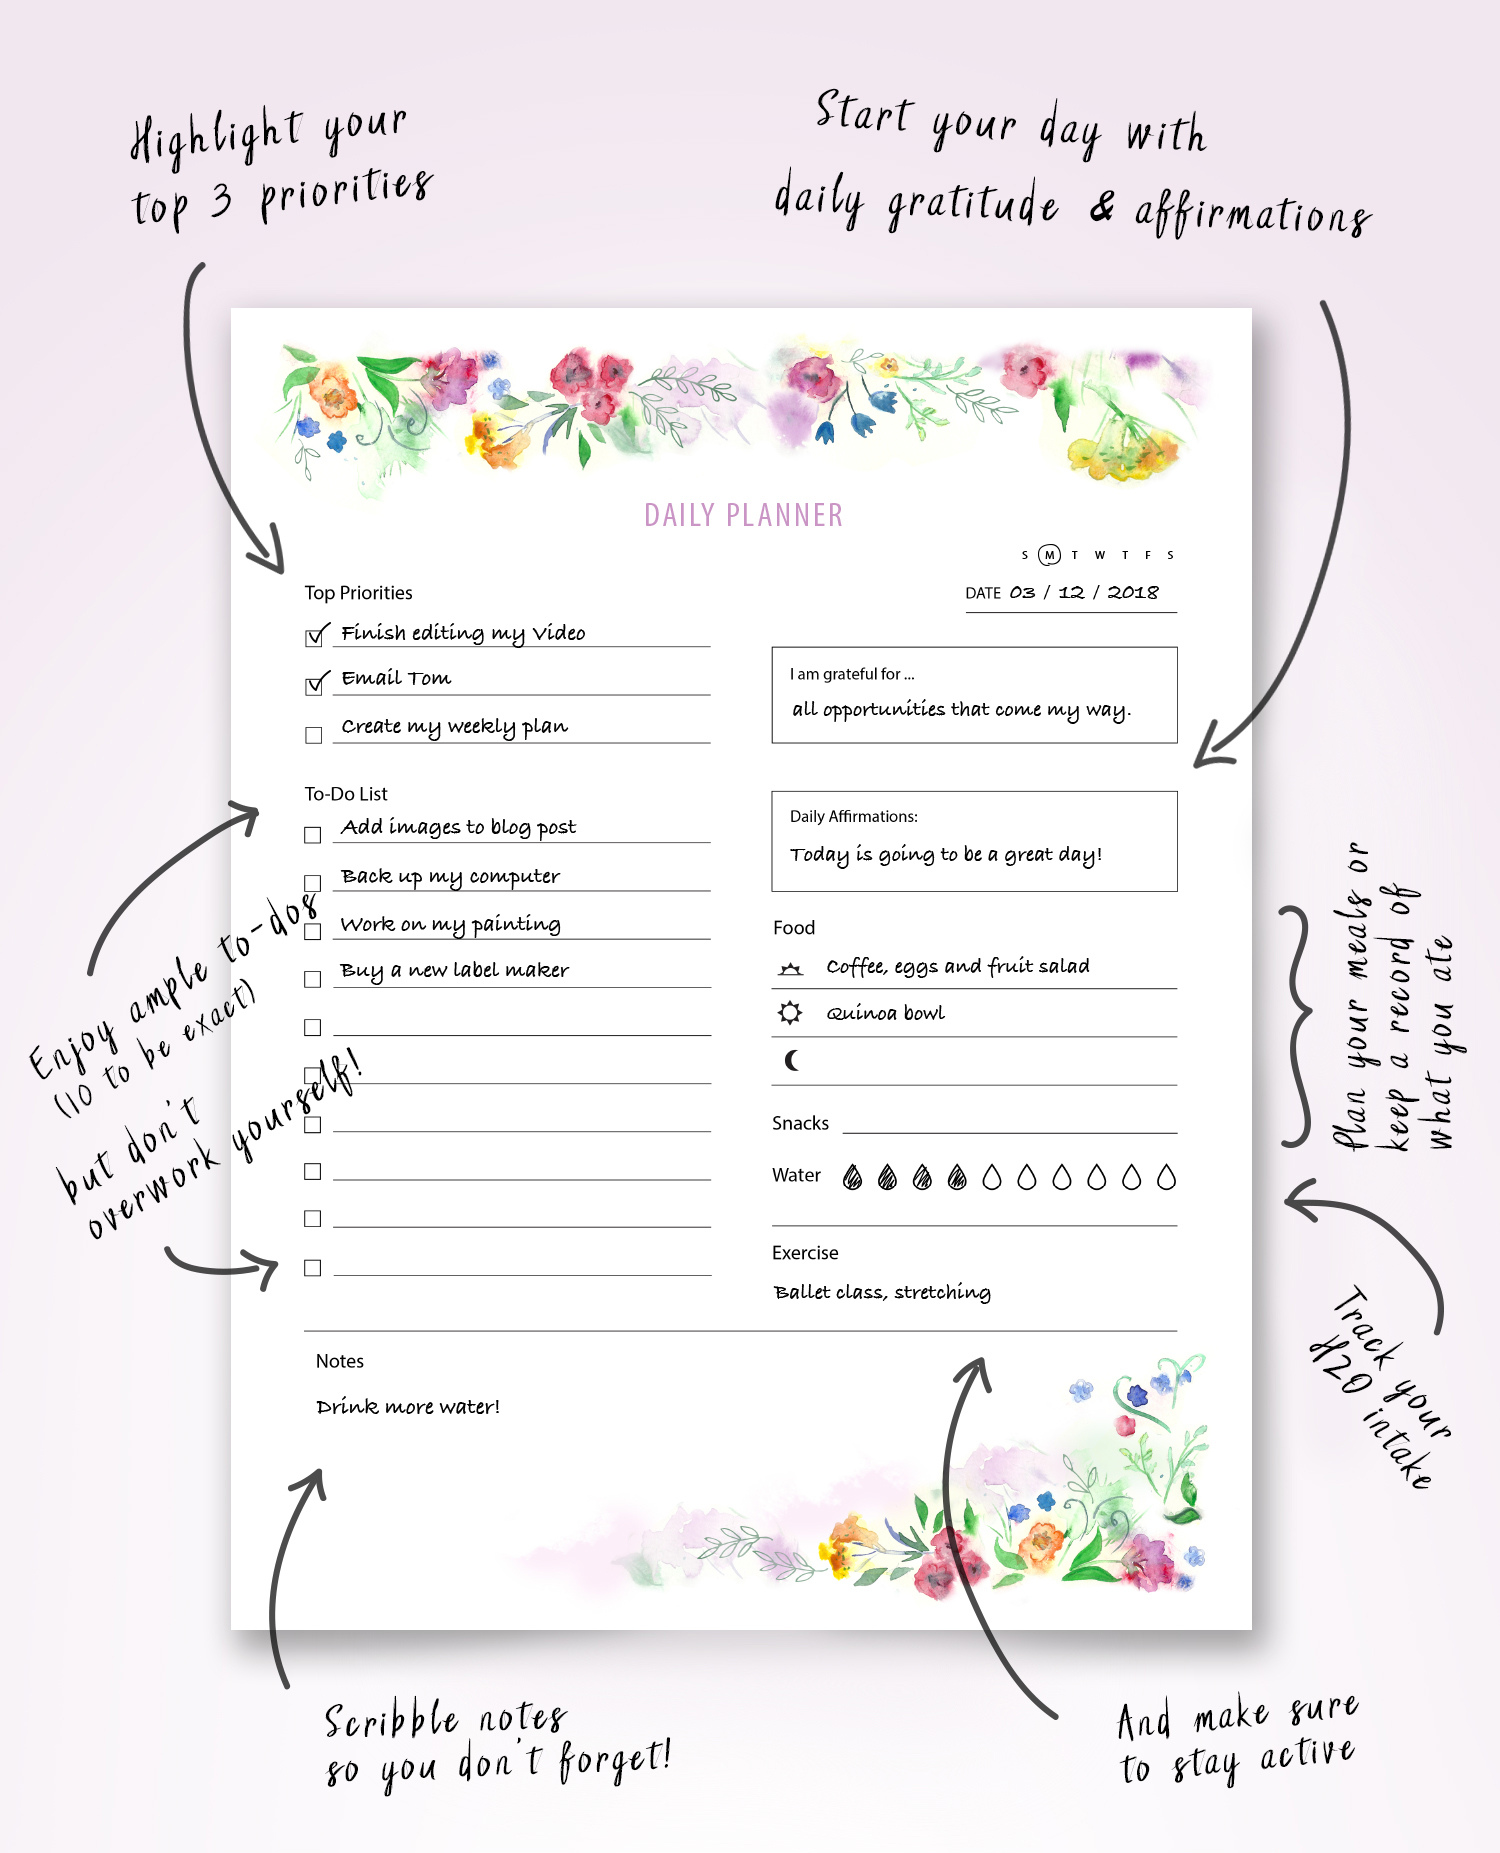 Highlight your
top 3 priorities
Start your day with
daily gratitude & affirmations
DAILY PLANNER
S M T W T F S
DATE 03 / 12 / 2018
Top Priorities
Finish editing my Video
Email Tom
Create my weekly plan
I am grateful for ...
all opportunities that come my way.
To-Do List
Add images to blog post
Back up my computer
Work on my painting
Buy a new label maker
Daily Affirmations:
Today is going to be a great day!
Food
Coffee, eggs and fruit salad
Quinoa bowl
Snacks
Water
Exercise
Ballet class, stretching
Notes
Drink more water!
Enjoy ample to-dos
(10 to be exact)
but don't
overwork yourself!
Plan your meals or
keep a record of
what you ate
Track your
H2O intake
Scribble notes
so you don't forget!
And make sure
to stay active